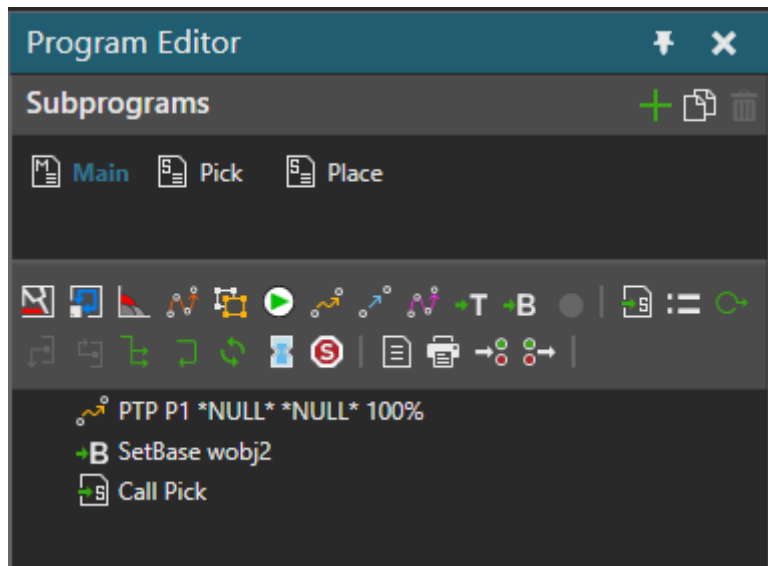 Program Editor
Subprograms
Main Pick Place
T B S
S
PTP P1 *NULL* *NULL* 100%
B SetBase wobj2
S Call Pick